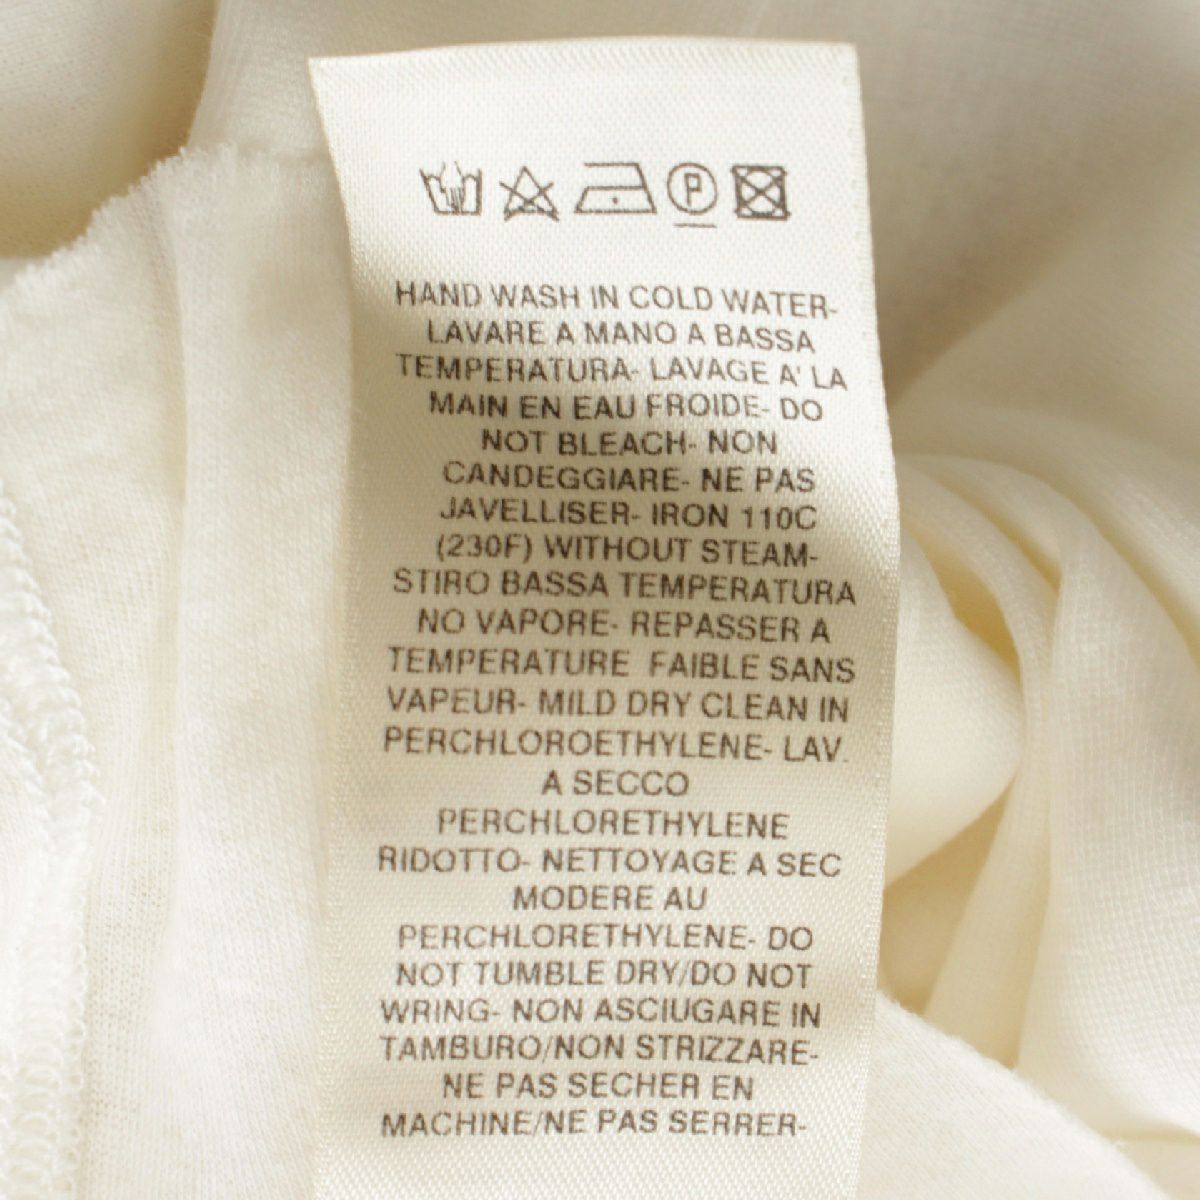 P
HAND WASH IN COLD WATER-
LAVARE A MANO A BASSA
TEMPERATURA- LAVAGE A' LA
MAIN EN EAU FROIDE- DO
NOT BLEACH- NON
CANDEGGIARE- NE PAS
JAVELLISER- IRON 110C
(230F) WITHOUT STEAM-
STIRO BASSA TEMPERATURA
NO VAPORE- REPASSER A
TEMPERATURE FAIBLE SANS
VAPEUR- MILD DRY CLEAN IN
PERCHLOROETHYLENE- LAV.
A SECCO
PERCHLORETHYLENE
RIDOTTO- NETTOYAGE A SEC
MODERE AU
PERCHLORETHYLENE- DO
NOT TUMBLE DRY/DO NOT
WRING- NON ASCIUGARE IN
TAMBURO/NON STRIZZARE-
NE PAS SECHER EN
MACHINE/NE PAS SERRER-